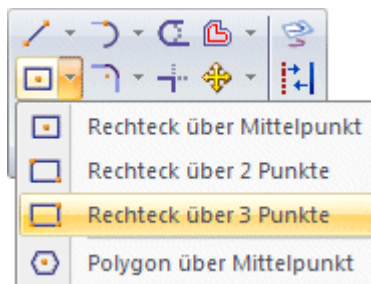 Rechteck über Mittelpunkt
Rechteck über 2 Punkte
Rechteck über 3 Punkte
Polygon über Mittelpunkt